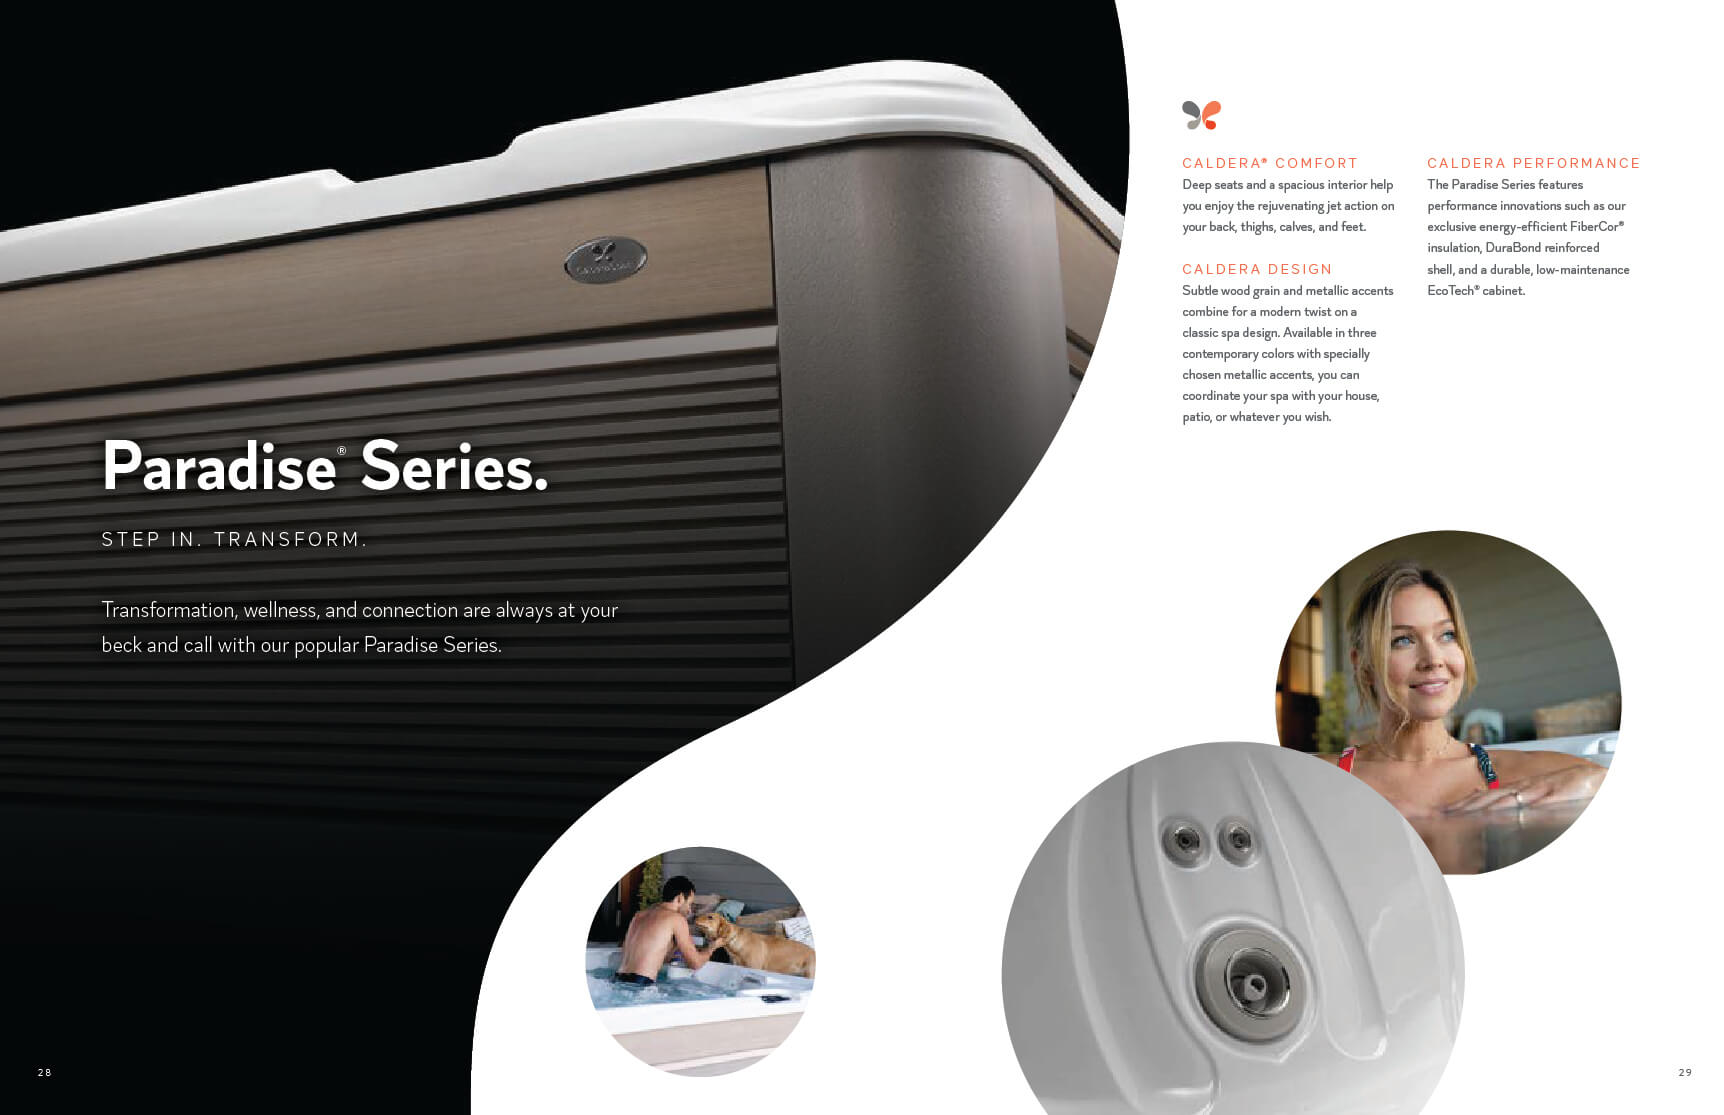 Paradise® Series.
STEP IN. TRANSFORM.
Transformation, wellness, and connection are always at your
beck and call with our popular Paradise Series.
28
CALDERA® COMFORT
Deep seats and a spacious interior help
you enjoy the rejuvenating jet action on
your back, thighs, calves, and feet.
CALDERA DESIGN
Subtle wood grain and metallic accents
combine for a modern twist on a
classic spa design. Available in three
contemporary colors with specially
chosen metallic accents, you can
coordinate your spa with your house,
patio, or whatever you wish.
CALDERA PERFORMANCE
The Paradise Series features
performance innovations such as our
exclusive energy-efficient FiberCor®
insulation, DuraBond reinforced
shell, and a durable, low-maintenance
EcoTech® cabinet.
29